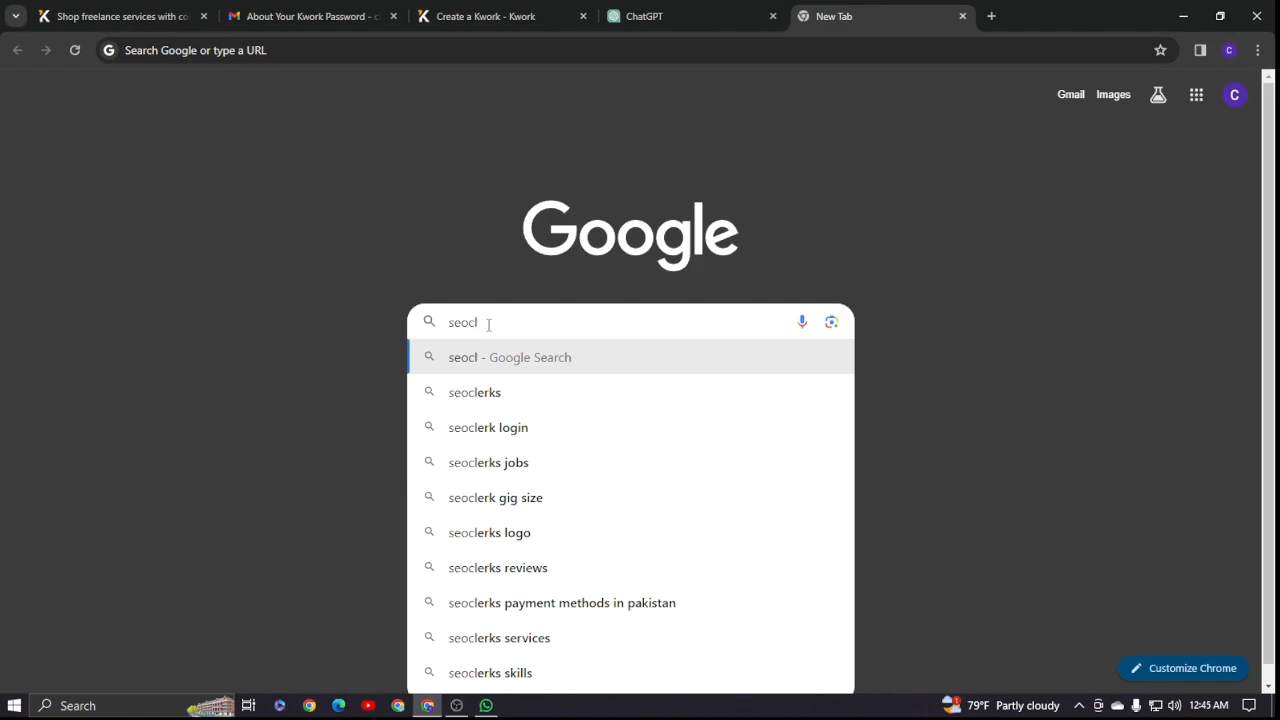 Shop freelance services with co
About Your Kwork Password - c
Create a Kwork - Kwork
ChatGPT
New Tab
Search Google or type a URL
C
Gmail
Images
C
Google
seocl
seocl - Google Search
seoclerks
seoclerk login
seoclerks jobs
seoclerk gig size
seoclerks logo
seoclerks reviews
seoclerks payment methods in pakistan
seoclerks services
seoclerks skills
Customize Chrome
Search
1
79°F Partly cloudy
12:45 AM